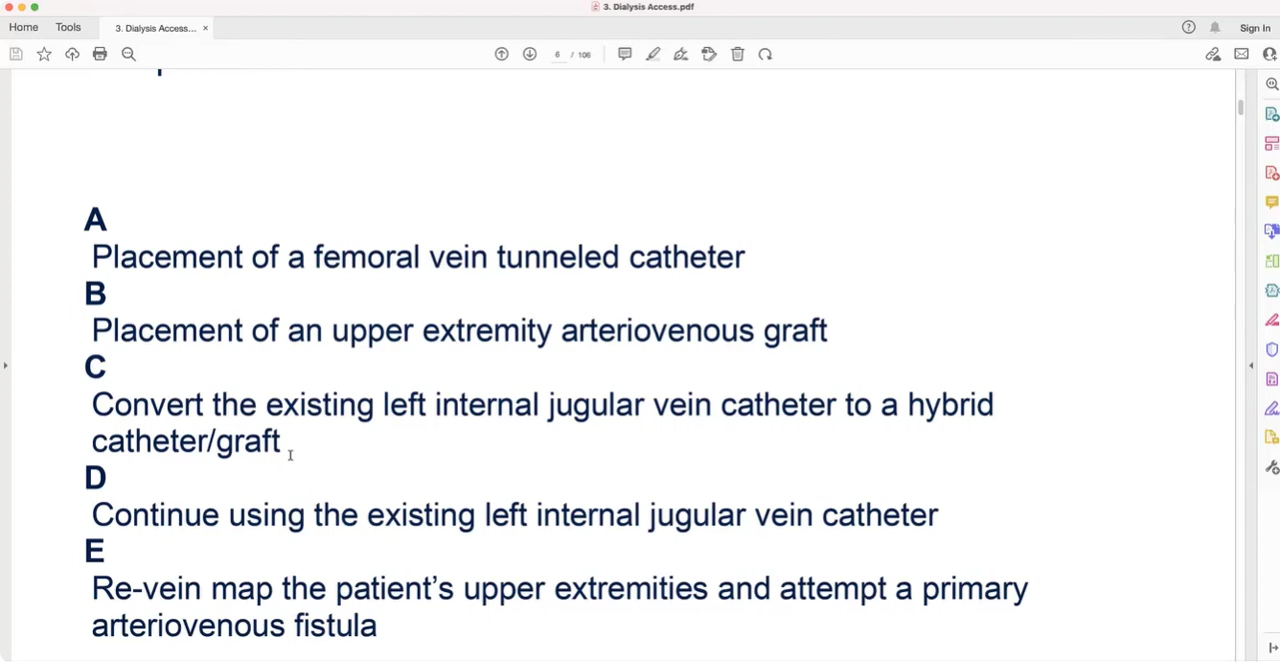 3. Dialysis Access.pdf
Home Tools 3. Dialysis Access... × Sign In
6 / 106
A
Placement of a femoral vein tunneled catheter
B
Placement of an upper extremity arteriovenous graft
C
Convert the existing left internal jugular vein catheter to a hybrid
catheter/graft
D
Continue using the existing left internal jugular vein catheter
E
Re-vein map the patient's upper extremities and attempt a primary
arteriovenous fistula